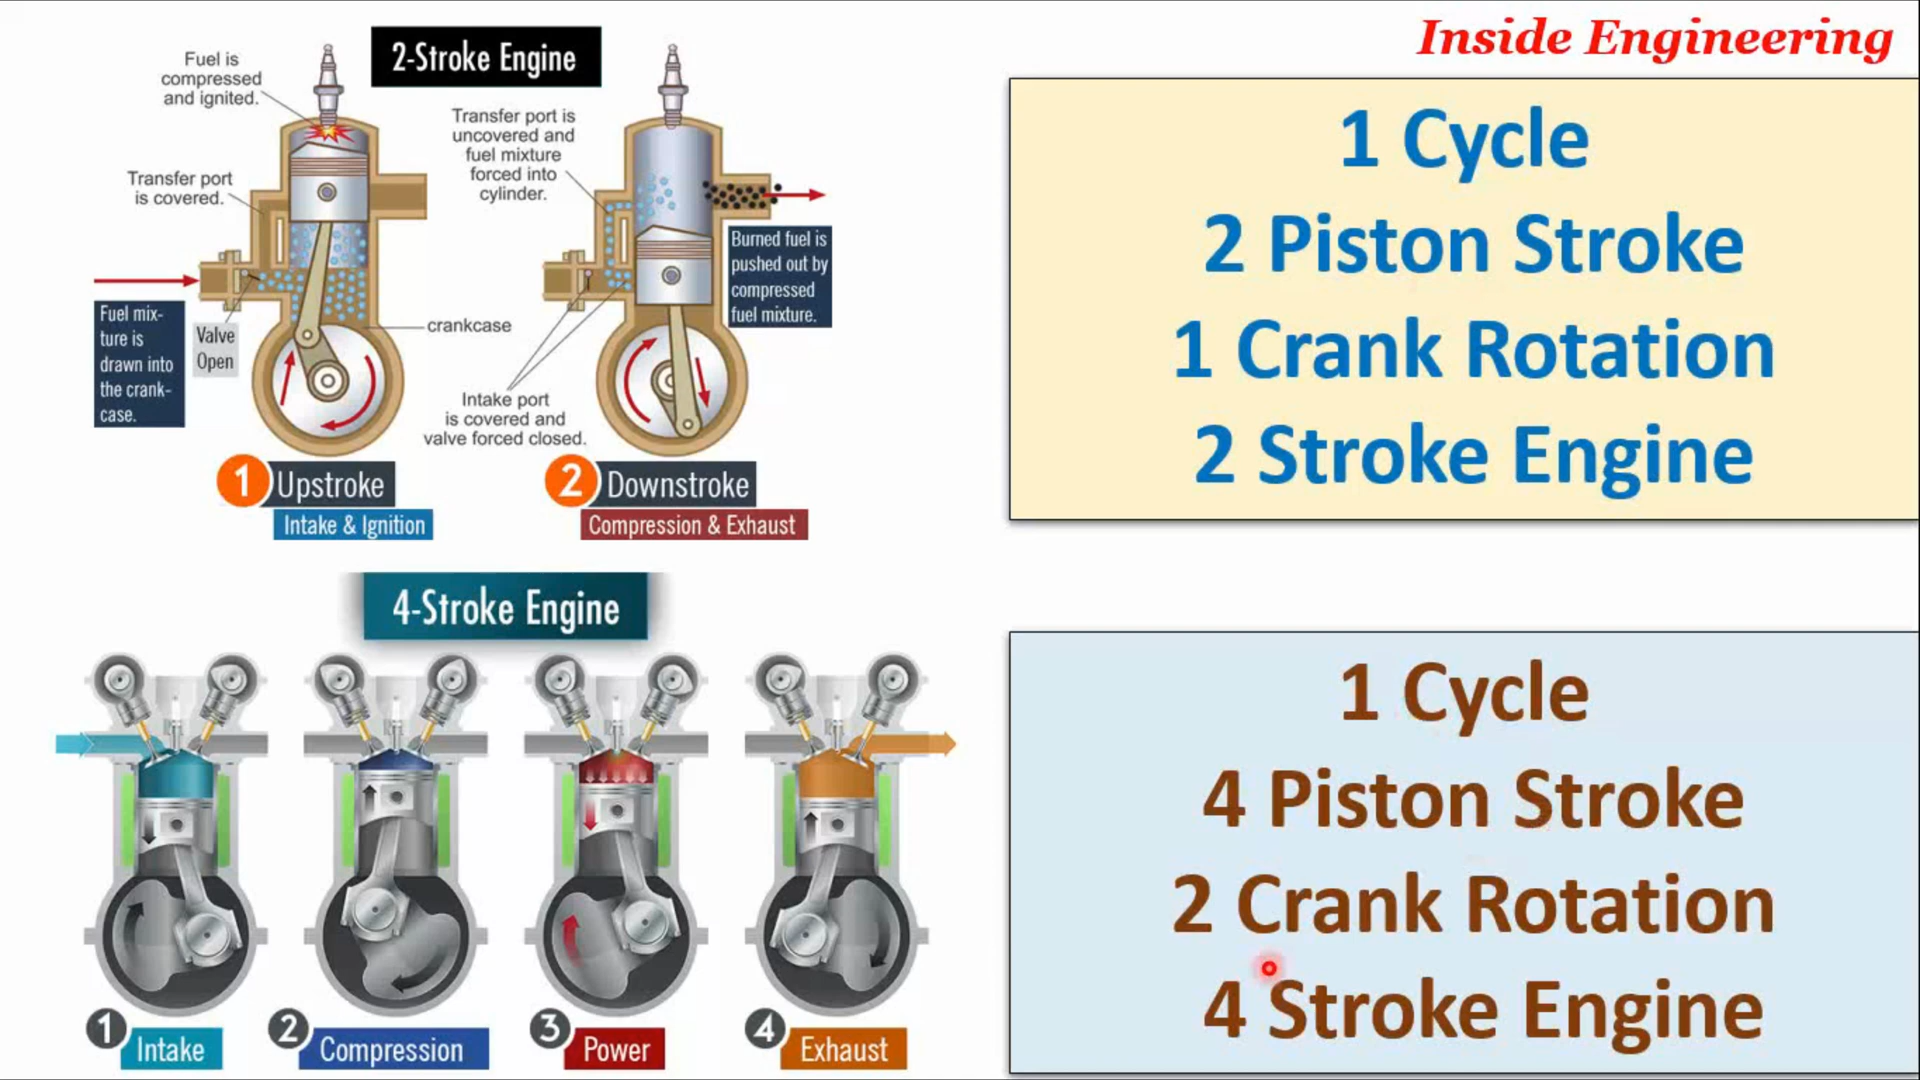 Inside Engineering
2-Stroke Engine
Fuel is
compressed
and ignited.
Transfer port
is covered.
Fuel mix-
ture is
drawn into
the crank-
case.
Valve
Open
crankcase
1 Upstroke
Intake & Ignition
Transfer port is
uncovered and
fuel mixture
forced into
cylinder.
Burned fuel is
pushed out by
compressed
fuel mixture.
Intake port
is covered and
valve forced closed.
2 Downstroke
Compression & Exhaust
1 Cycle
2 Piston Stroke
1 Crank Rotation
2 Stroke Engine
4-Stroke Engine
1 Intake
2 Compression
3 Power
4 Exhaust
1 Cycle
4 Piston Stroke
2 Crank Rotation
4 Stroke Engine